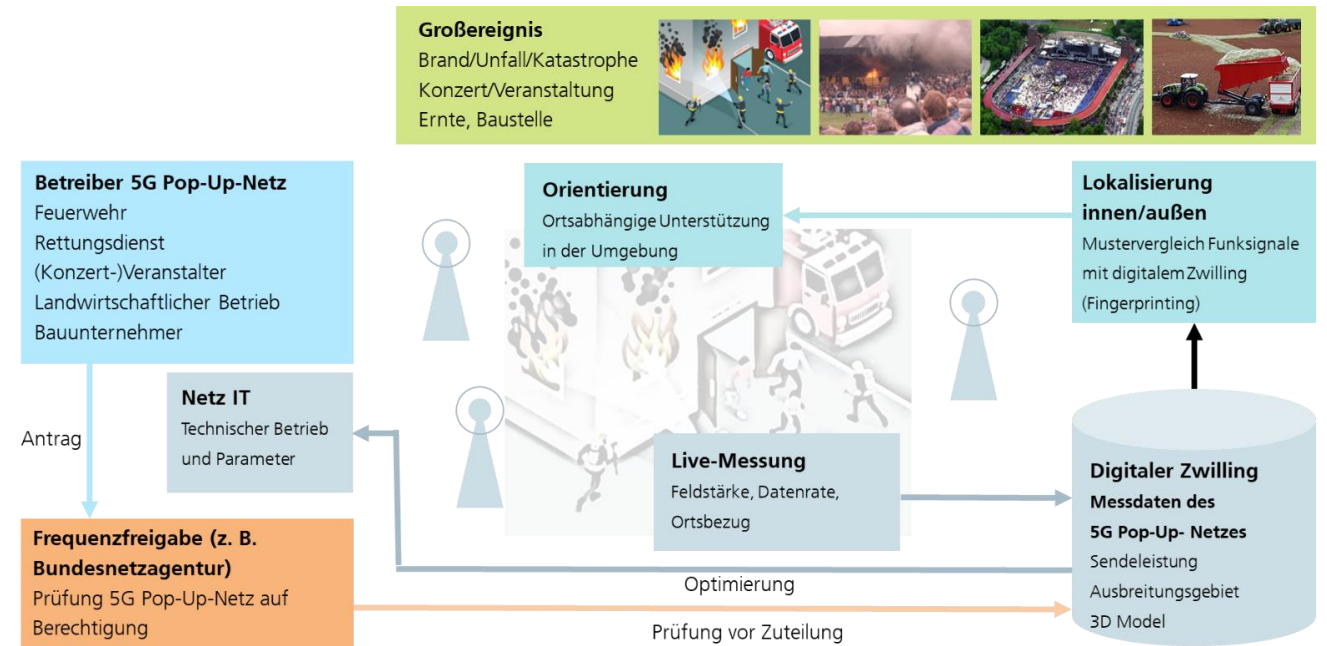 Großereignis
Brand/Unfall/Katastrophe
Konzert/Veranstaltung
Ernte, Baustelle
Betreiber 5G Pop-Up-Netz
Feuerwehr
Rettungsdienst
(Konzert-)Veranstalter
Landwirtschaftlicher Betrieb
Bauunternehmer
Orientierung
Ortsabhängige Unterstützung
in der Umgebung
Lokalisierung
innen/außen
Mustervergleich Funksignale
mit digitalem Zwilling
(Fingerprinting)
Netz IT
Technischer Betrieb
und Parameter
Antrag
Live-Messung
Feldstärke, Datenrate,
Ortsbezug
Digitaler Zwilling
Messdaten des
5G Pop-Up- Netzes
Sendeleistung
Ausbreitungsgebiet
3D Model
Frequenzfreigabe (z. B.
Bundesnetzagentur)
Prüfung 5G Pop-Up-Netz auf
Berechtigung
Optimierung
Prüfung vor Zuteilung